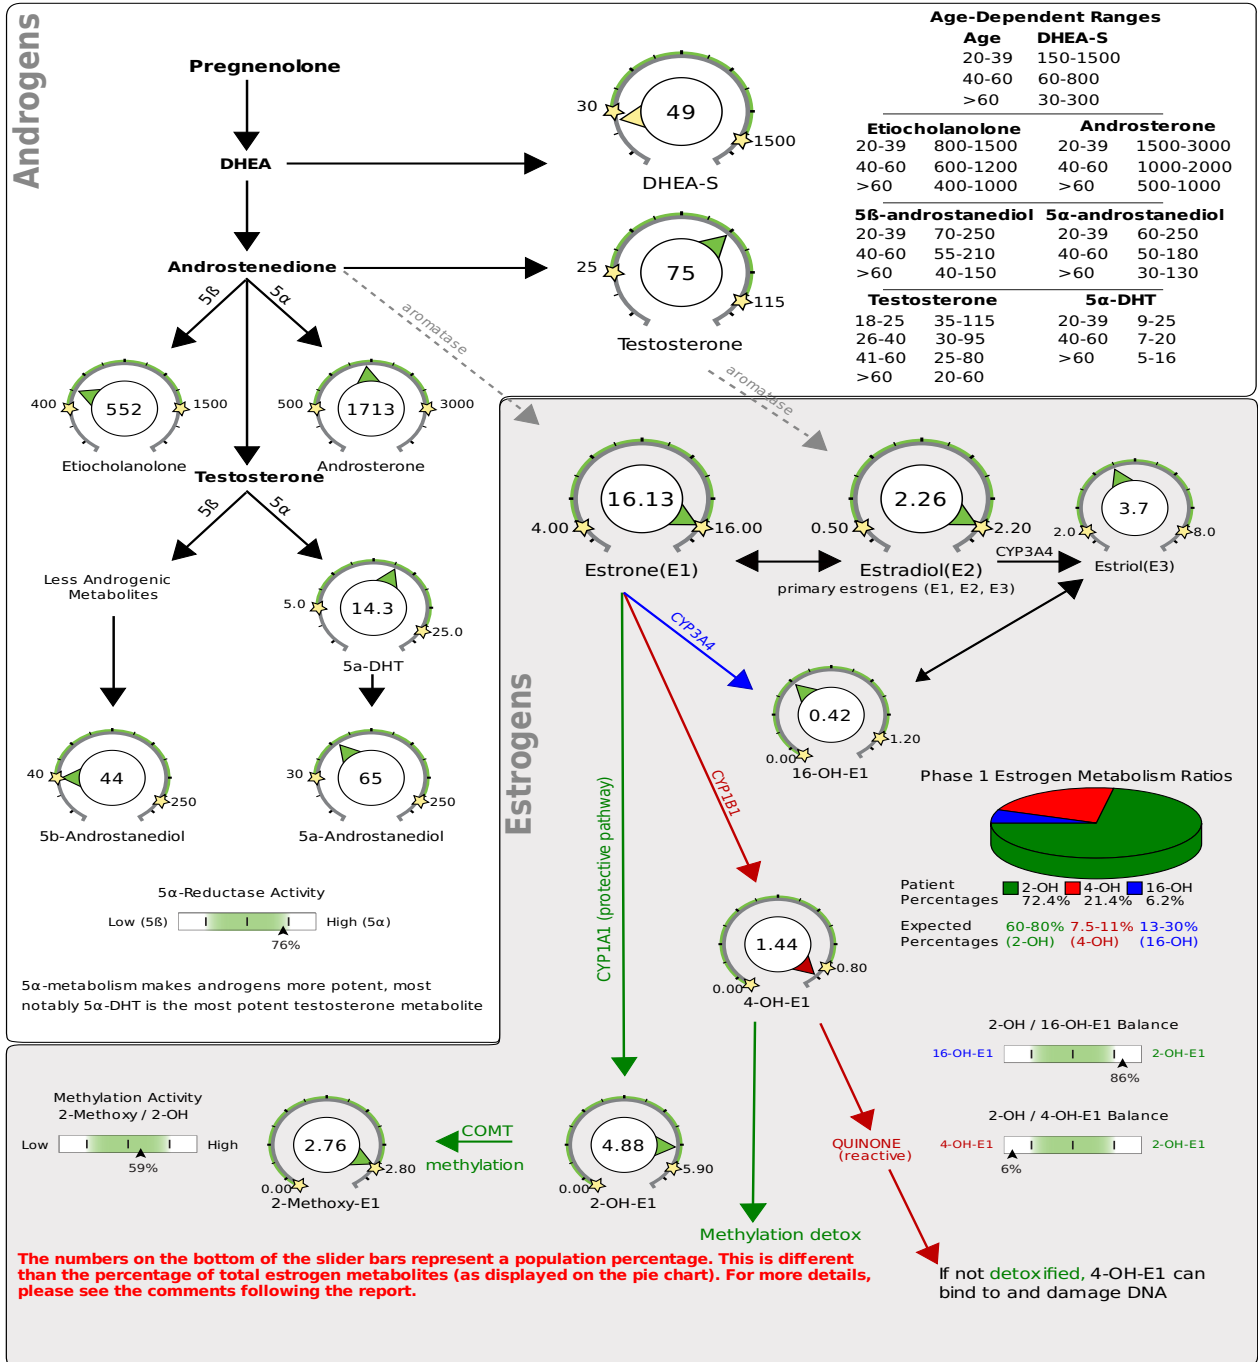 Androgens
Pregnenolone
DHEA
Androstenedione
5ß
5α
aromatase
30
49
1500
DHEA-S
25
75
115
Testosterone
aromatase
Age-Dependent Ranges
Age DHEA-S
20-39 150-1500
40-60 60-800
>60 30-300
Etiocholanolone Androsterone
20-39 800-1500 20-39 1500-3000
40-60 600-1200 40-60 1000-2000
>60 400-1000 >60 500-1000
5ß-androstanediol 5α-androstanediol
20-39 70-250 20-39 60-250
40-60 55-210 40-60 50-180
>60 40-150 >60 30-130
Testosterone 5α-DHT
18-25 35-115 20-39 9-25
26-40 30-95 40-60 7-20
41-60 25-80 >60 5-16
>60 20-60
400
552
1500
Etiocholanolone
500
1713
3000
Androsterone
Testosterone
5ß
5α
Less Androgenic
Metabolites
5.0
14.3
25.0
5a-DHT
40
44
250
5b-Androstanediol
30
65
250
5a-Androstanediol
5α-Reductase Activity
Low (5ß) High (5α)
76%
5α-metabolism makes androgens more potent, most
notably 5α-DHT is the most potent testosterone metabolite
Estrogens
4.00
16.13
16.00
Estrone(E1)
0.50
2.26
2.20
Estradiol(E2)
CYP3A4
2.0
3.7
8.0
Estriol(E3)
primary estrogens (E1, E2, E3)
CYP3A4
0.00
0.42
1.20
16-OH-E1
CYP1B1
CYP1A1 (protective pathway)
Phase 1 Estrogen Metabolism Ratios
Patient
Percentages
2-OH 4-OH 16-OH
72.4% 21.4% 6.2%
Expected
Percentages
60-80% 7.5-11% 13-30%
(2-OH) (4-OH) (16-OH)
0.00
1.44
0.80
4-OH-E1
2-OH / 16-OH-E1 Balance
16-OH-E1 2-OH-E1
86%
2-OH / 4-OH-E1 Balance
4-OH-E1 2-OH-E1
6%
Methylation Activity
2-Methoxy / 2-OH
Low High
59%
0.00
2.76
2.80
2-Methoxy-E1
COMT
methylation
0.00
4.88
5.90
2-OH-E1
QUINONE
(reactive)
Methylation detox
If not detoxified, 4-OH-E1 can
bind to and damage DNA
The numbers on the bottom of the slider bars represent a population percentage. This is different
than the percentage of total estrogen metabolites (as displayed on the pie chart). For more details,
please see the comments following the report.